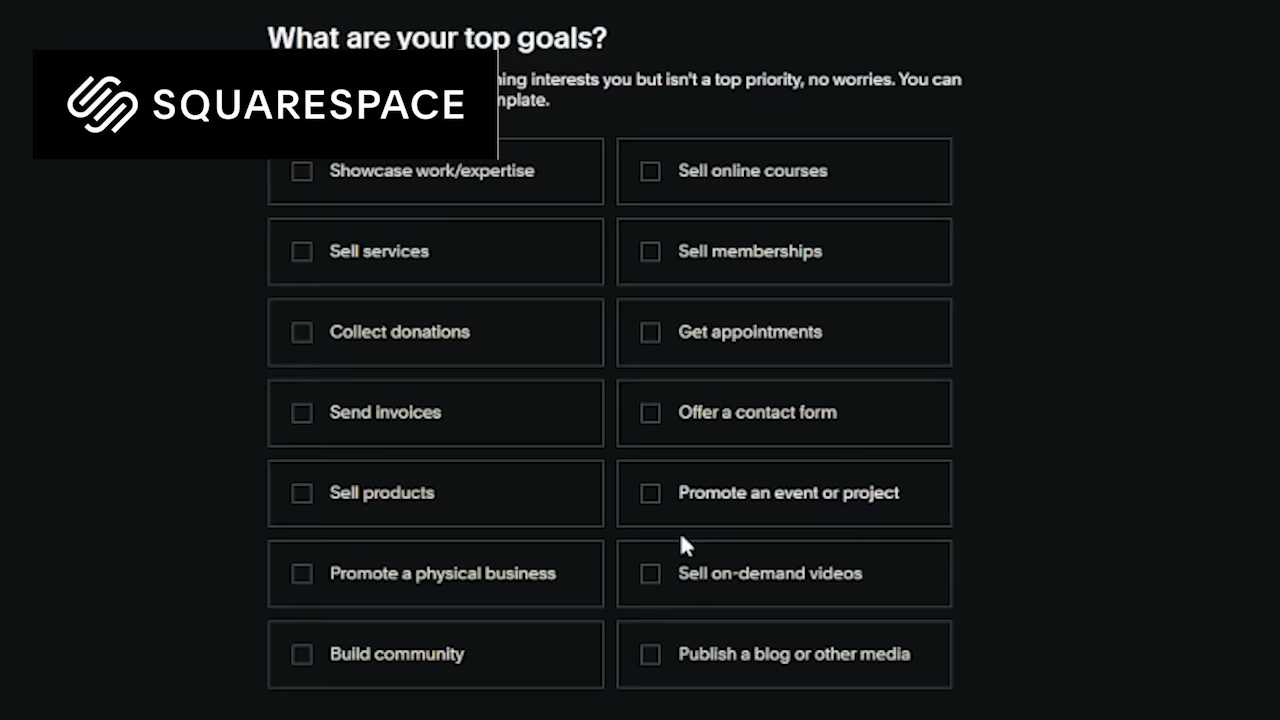 What are your top goals?
SQUARESPACE
interests you but isn't a top priority, no worries. You can
Showcase work/expertise
Sell online courses
Sell services
Sell memberships
Collect donations
Get appointments
Send invoices
Offer a contact form
Sell products
Promote an event or project
Promote a physical business
Sell on-demand videos
Build community
Publish a blog or other media